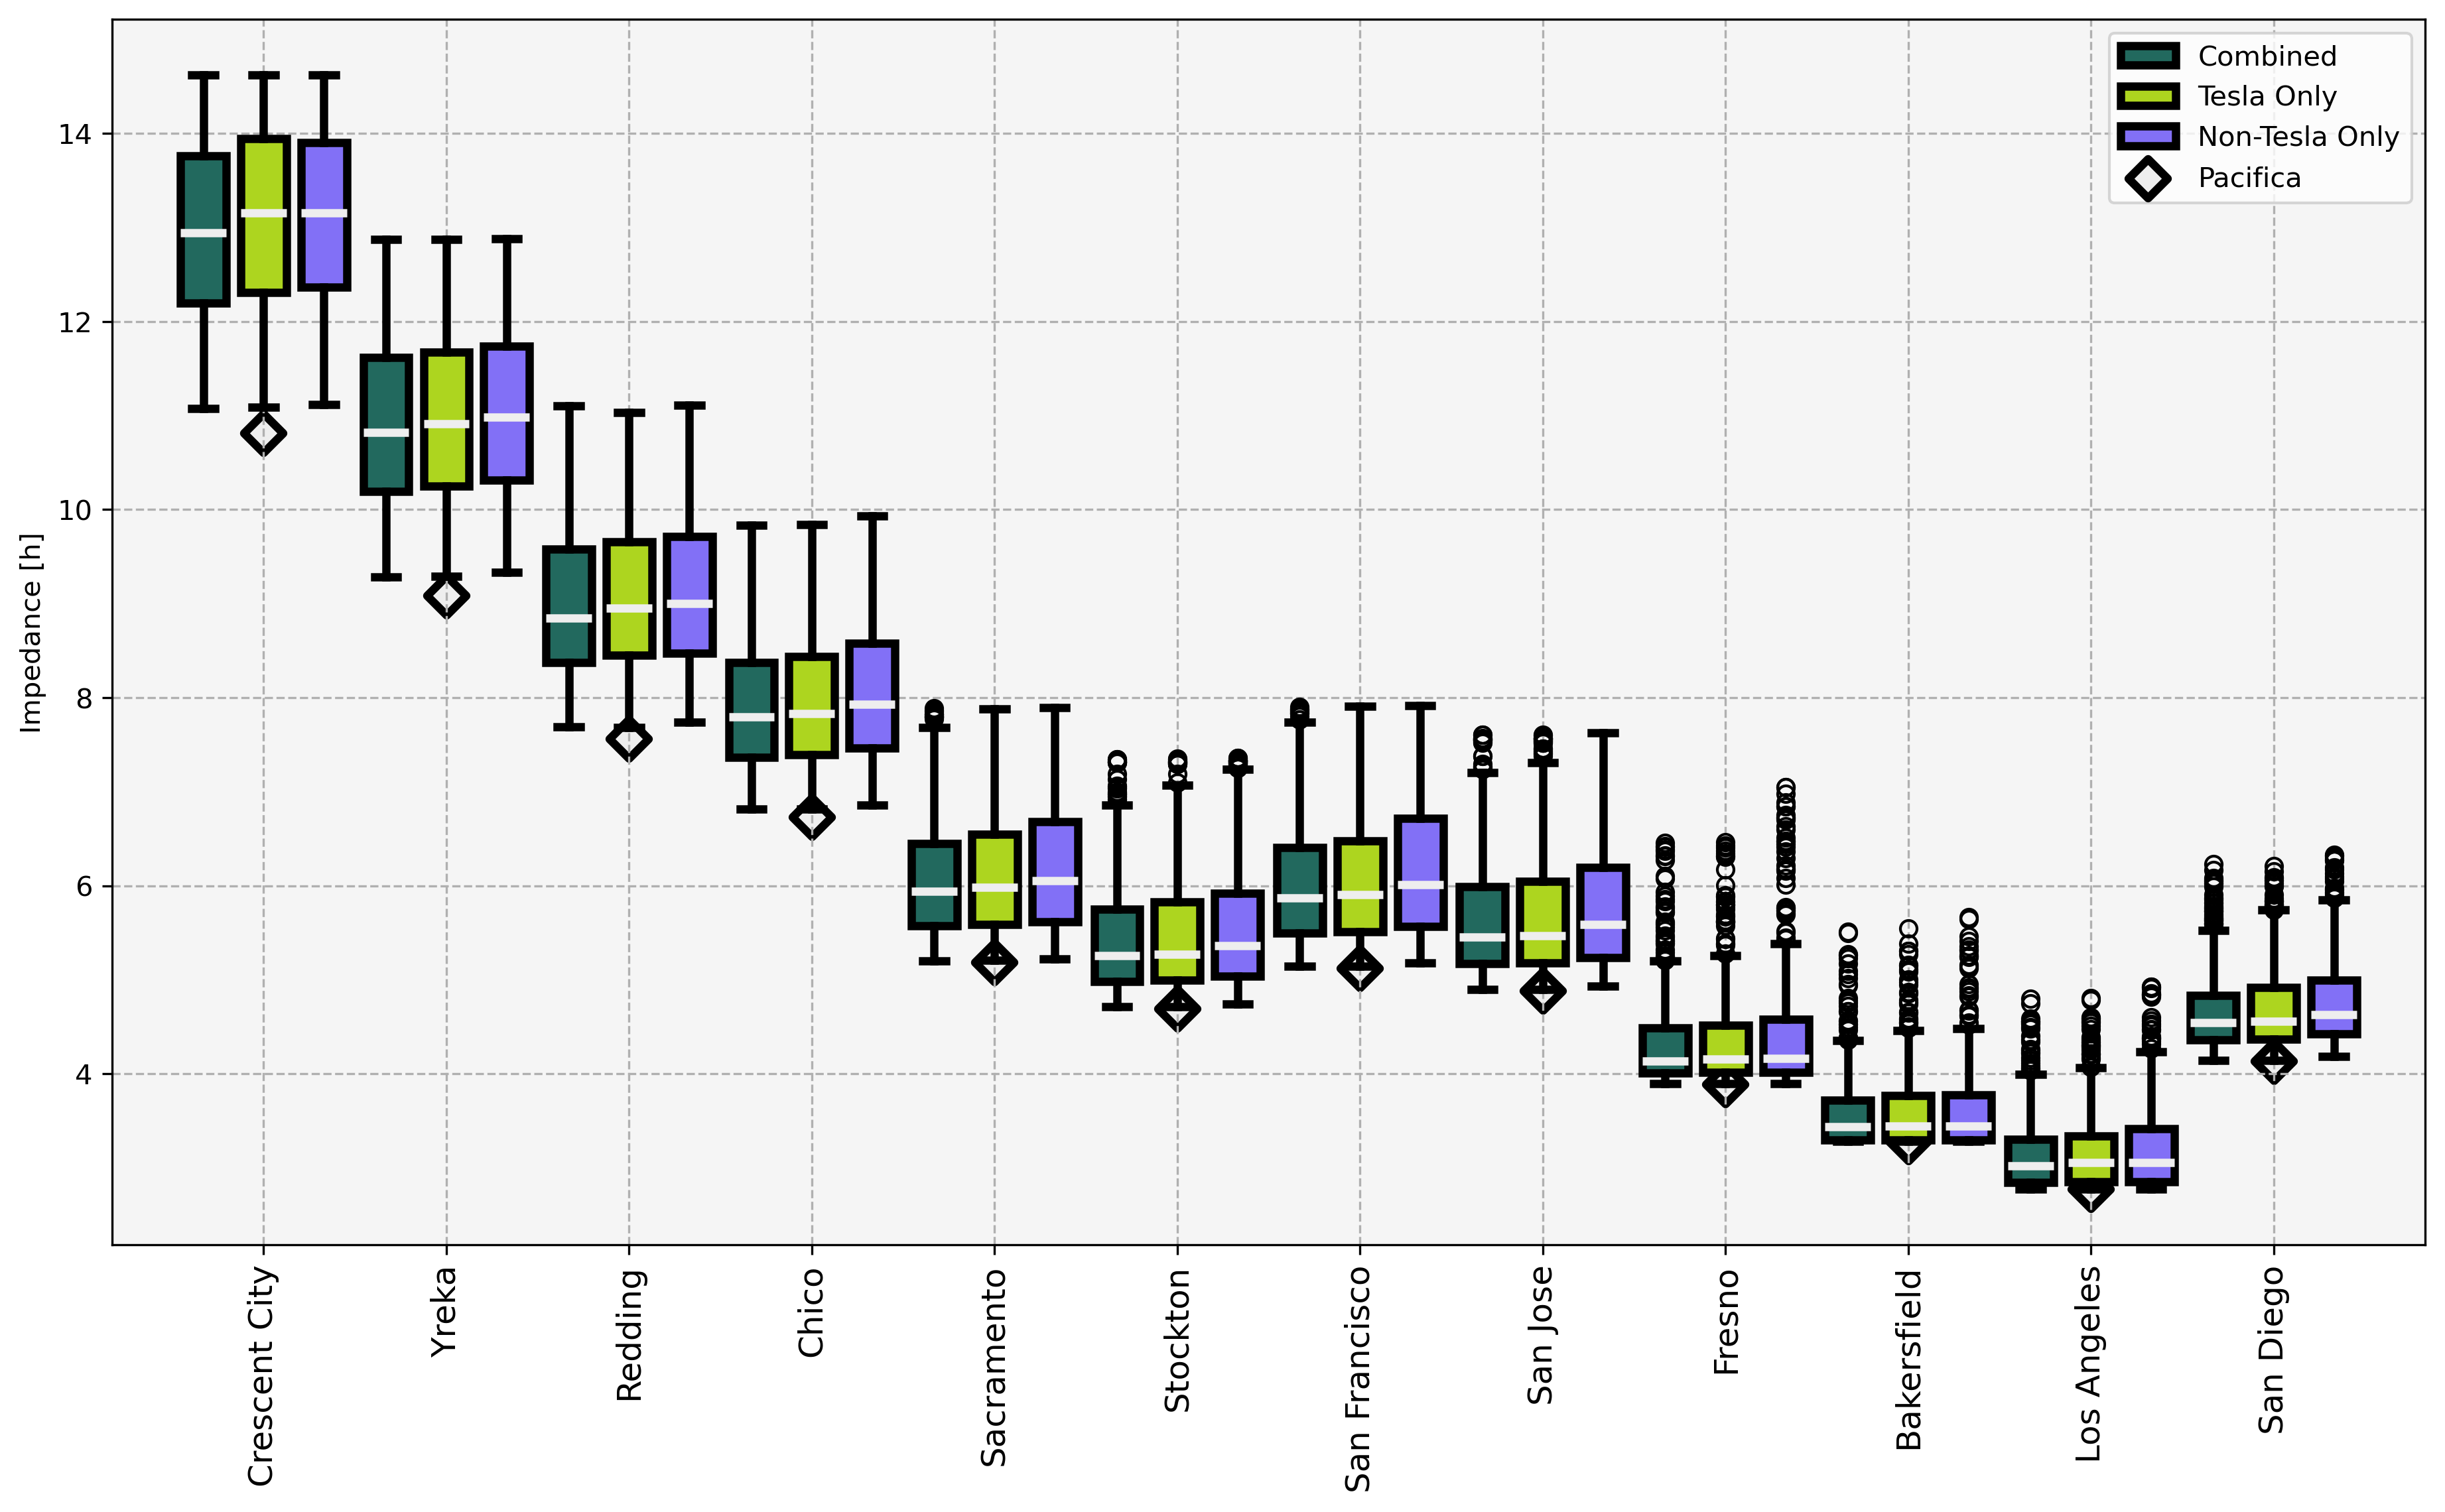 Combined
Tesla Only
Non-Tesla Only
Pacifica
Impedance [h]
14
12
10
8
6
4
Crescent City
Yreka
Redding
Chico
Sacramento
Stockton
San Francisco
San Jose
Fresno
Bakersfield
Los Angeles
San Diego